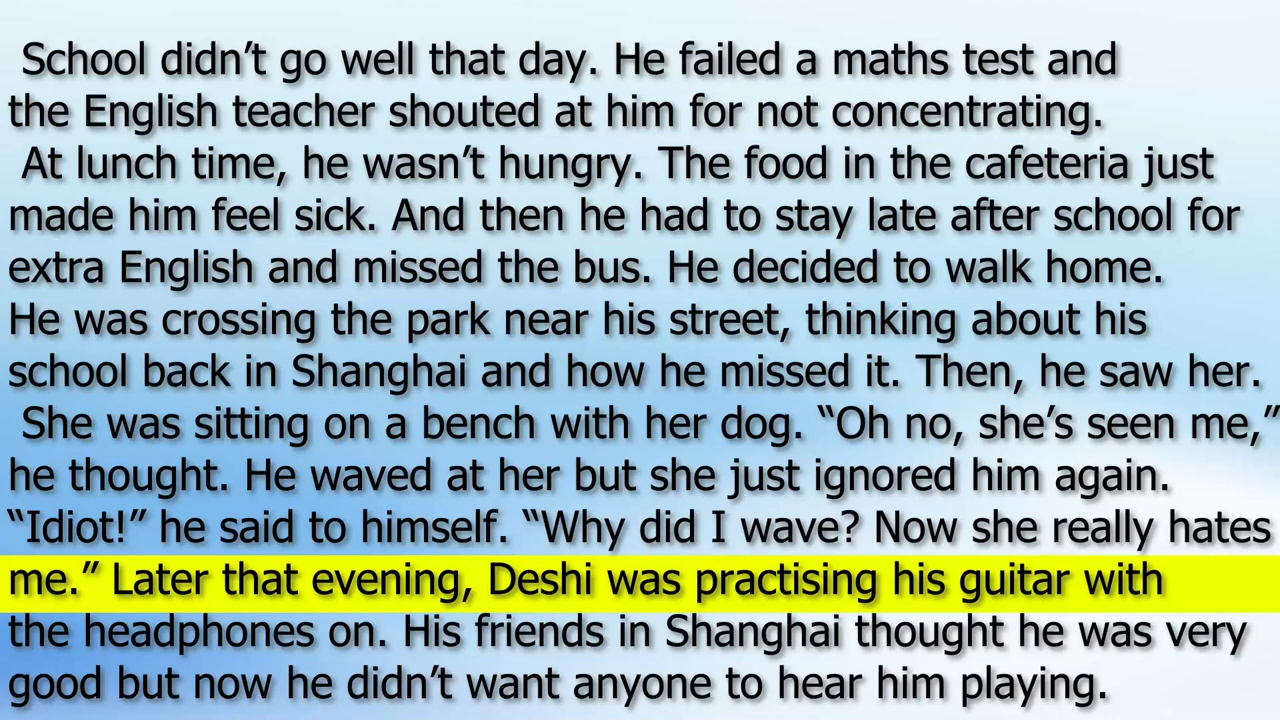 School didn’t go well that day. He failed a maths test and
the English teacher shouted at him for not concentrating.
At lunch time, he wasn’t hungry. The food in the cafeteria just
made him feel sick. And then he had to stay late after school for
extra English and missed the bus. He decided to walk home.
He was crossing the park near his street, thinking about his
school back in Shanghai and how he missed it. Then, he saw her.
She was sitting on a bench with her dog. “Oh no, she’s seen me,”
he thought. He waved at her but she just ignored him again.
“Idiot!” he said to himself. “Why did I wave? Now she really hates
me.” Later that evening, Deshi was practising his guitar with
the headphones on. His friends in Shanghai thought he was very
good but now he didn’t want anyone to hear him playing.